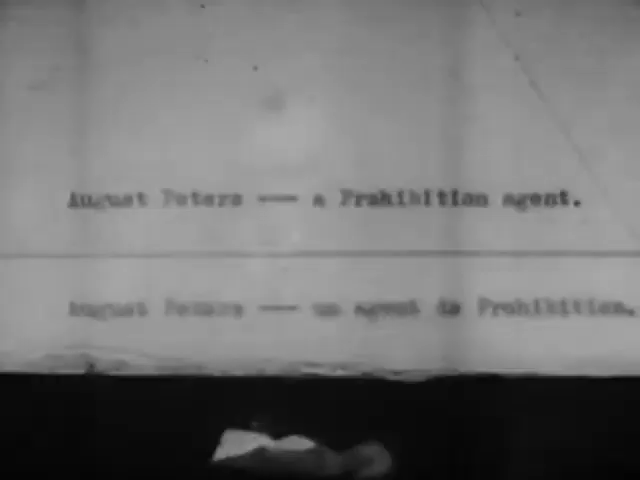 August Peters — a Prohibition agent.
August Peters — un agent de Prohibition.